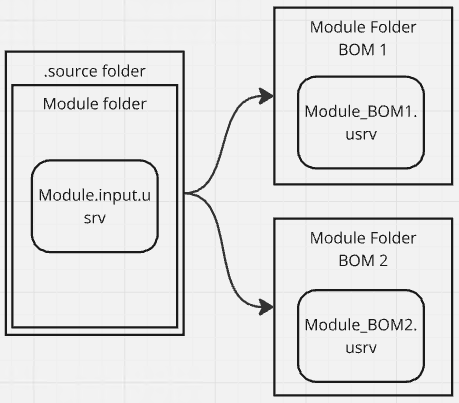 .source folder
Module folder
Module.input.u
srv
Module Folder
BOM 1
Module_BOM1.
usrv
Module Folder
BOM 2
Module_BOM2.
usrv